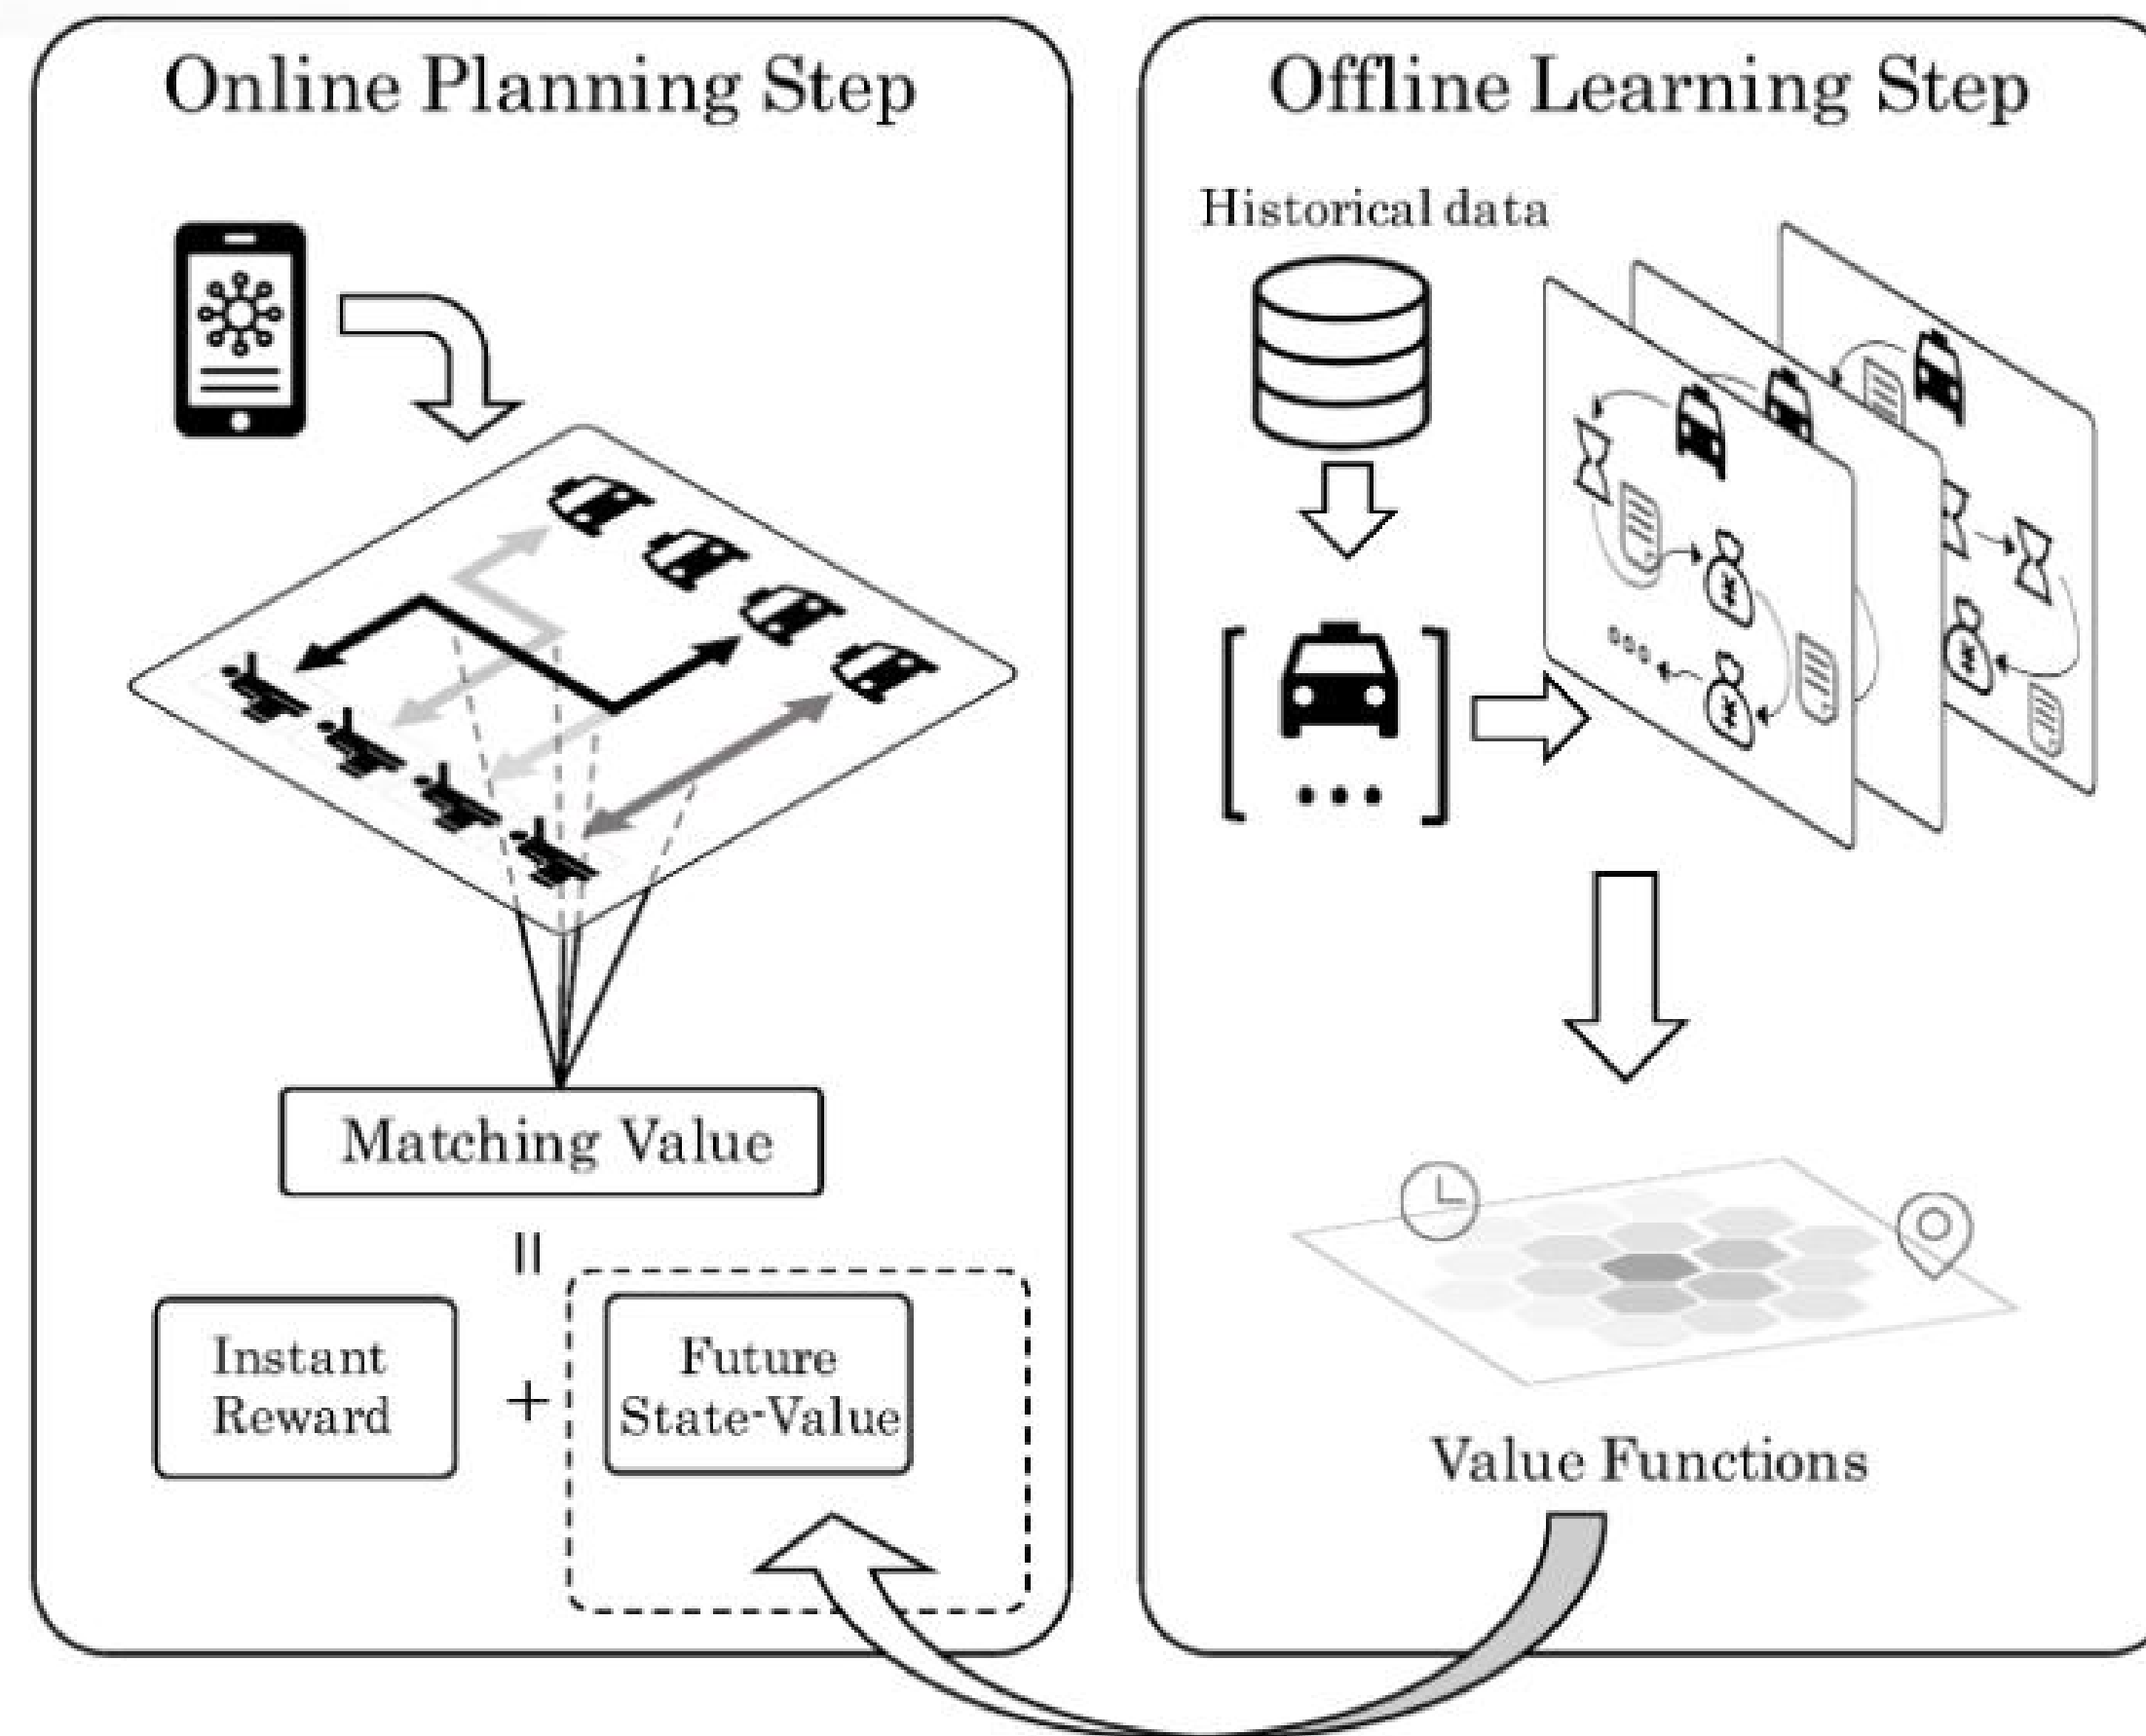 Online Planning Step
Matching Value
=
Instant
Reward
+
Future
State-Value
Offline Learning Step
Historical data
[ ... ]
Value Functions